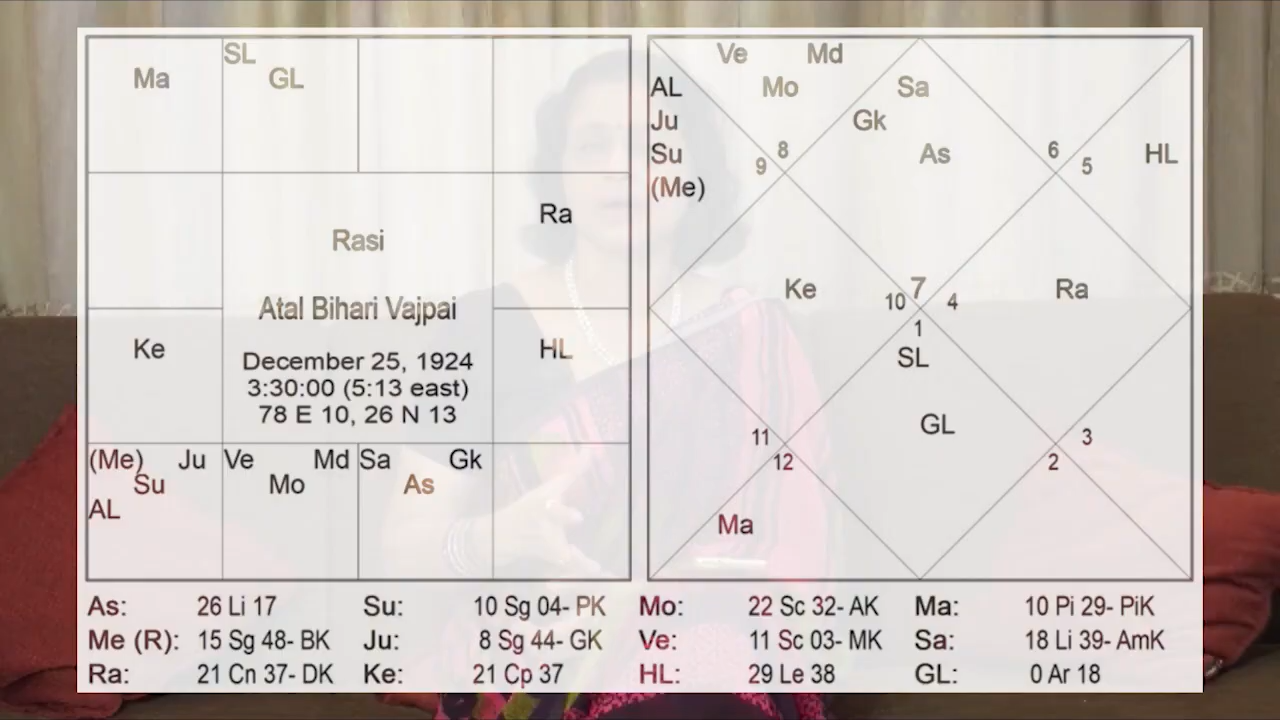 SL
Ma GL
Ra
Rasi
Atal Bihari Vajpai
Ke HL
December 25, 1924
3:30:00 (5:13 east)
78 E 10, 26 N 13
(Me) Ju Ve Md Sa Gk
Su Mo As
AL
Ve Md
AL Mo Sa
Ju Gk
Su 8 As 6 HL
9 5
(Me)
Ke 7 Ra
10 4
1
SL
GL
11 3
12 2
Ma
As: 26 Li 17 Su: 10 Sg 04- PK Mo: 22 Sc 32- AK Ma: 10 Pi 29- PiK
Me (R): 15 Sg 48- BK Ju: 8 Sg 44- GK Ve: 11 Sc 03- MK Sa: 18 Li 39- AmK
Ra: 21 Cn 37- DK Ke: 21 Cp 37 HL: 29 Le 38 GL: 0 Ar 18